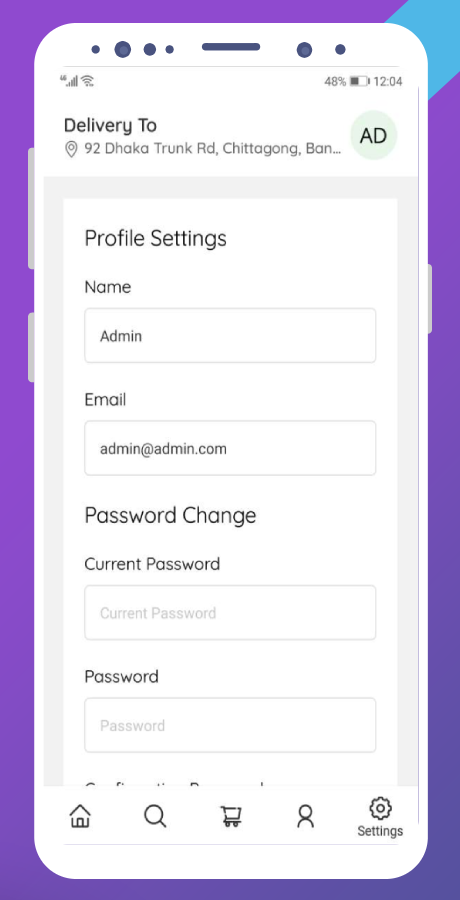 48% 12:04
Delivery To
92 Dhaka Trunk Rd, Chittagong, Ban...
AD
Profile Settings
Name
Admin
Email
admin@admin.com
Password Change
Current Password
Current Password
Password
Password
Settings